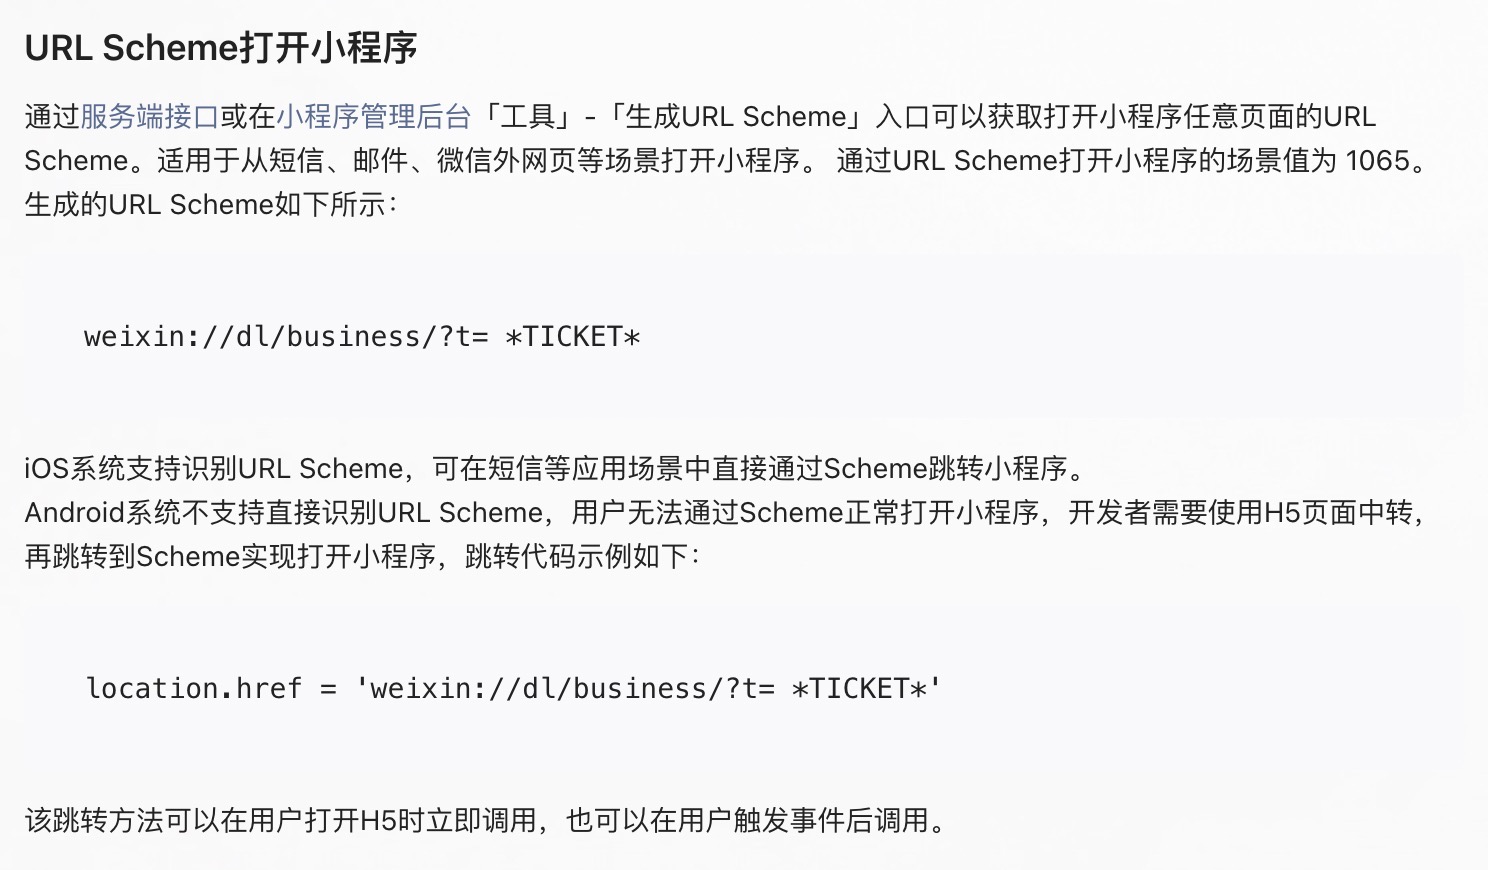 URL Scheme打开小程序
通过服务端接口或在小程序管理后台「工具」-「生成URL Scheme」入口可以获取打开小程序任意页面的URL
Scheme。适用于从短信、邮件、微信外网页等场景打开小程序。 通过URL Scheme打开小程序的场景值为 1065。
生成的URL Scheme如下所示：
weixin://dl/business/?t= *TICKET*
iOS系统支持识别URL Scheme，可在短信等应用场景中直接通过Scheme跳转小程序。
Android系统不支持直接识别URL Scheme，用户无法通过Scheme正常打开小程序，开发者需要使用H5页面中转，
再跳转到Scheme实现打开小程序，跳转代码示例如下：
location.href = 'weixin://dl/business/?t= *TICKET*'
该跳转方法可以在用户打开H5时立即调用，也可以在用户触发事件后调用。